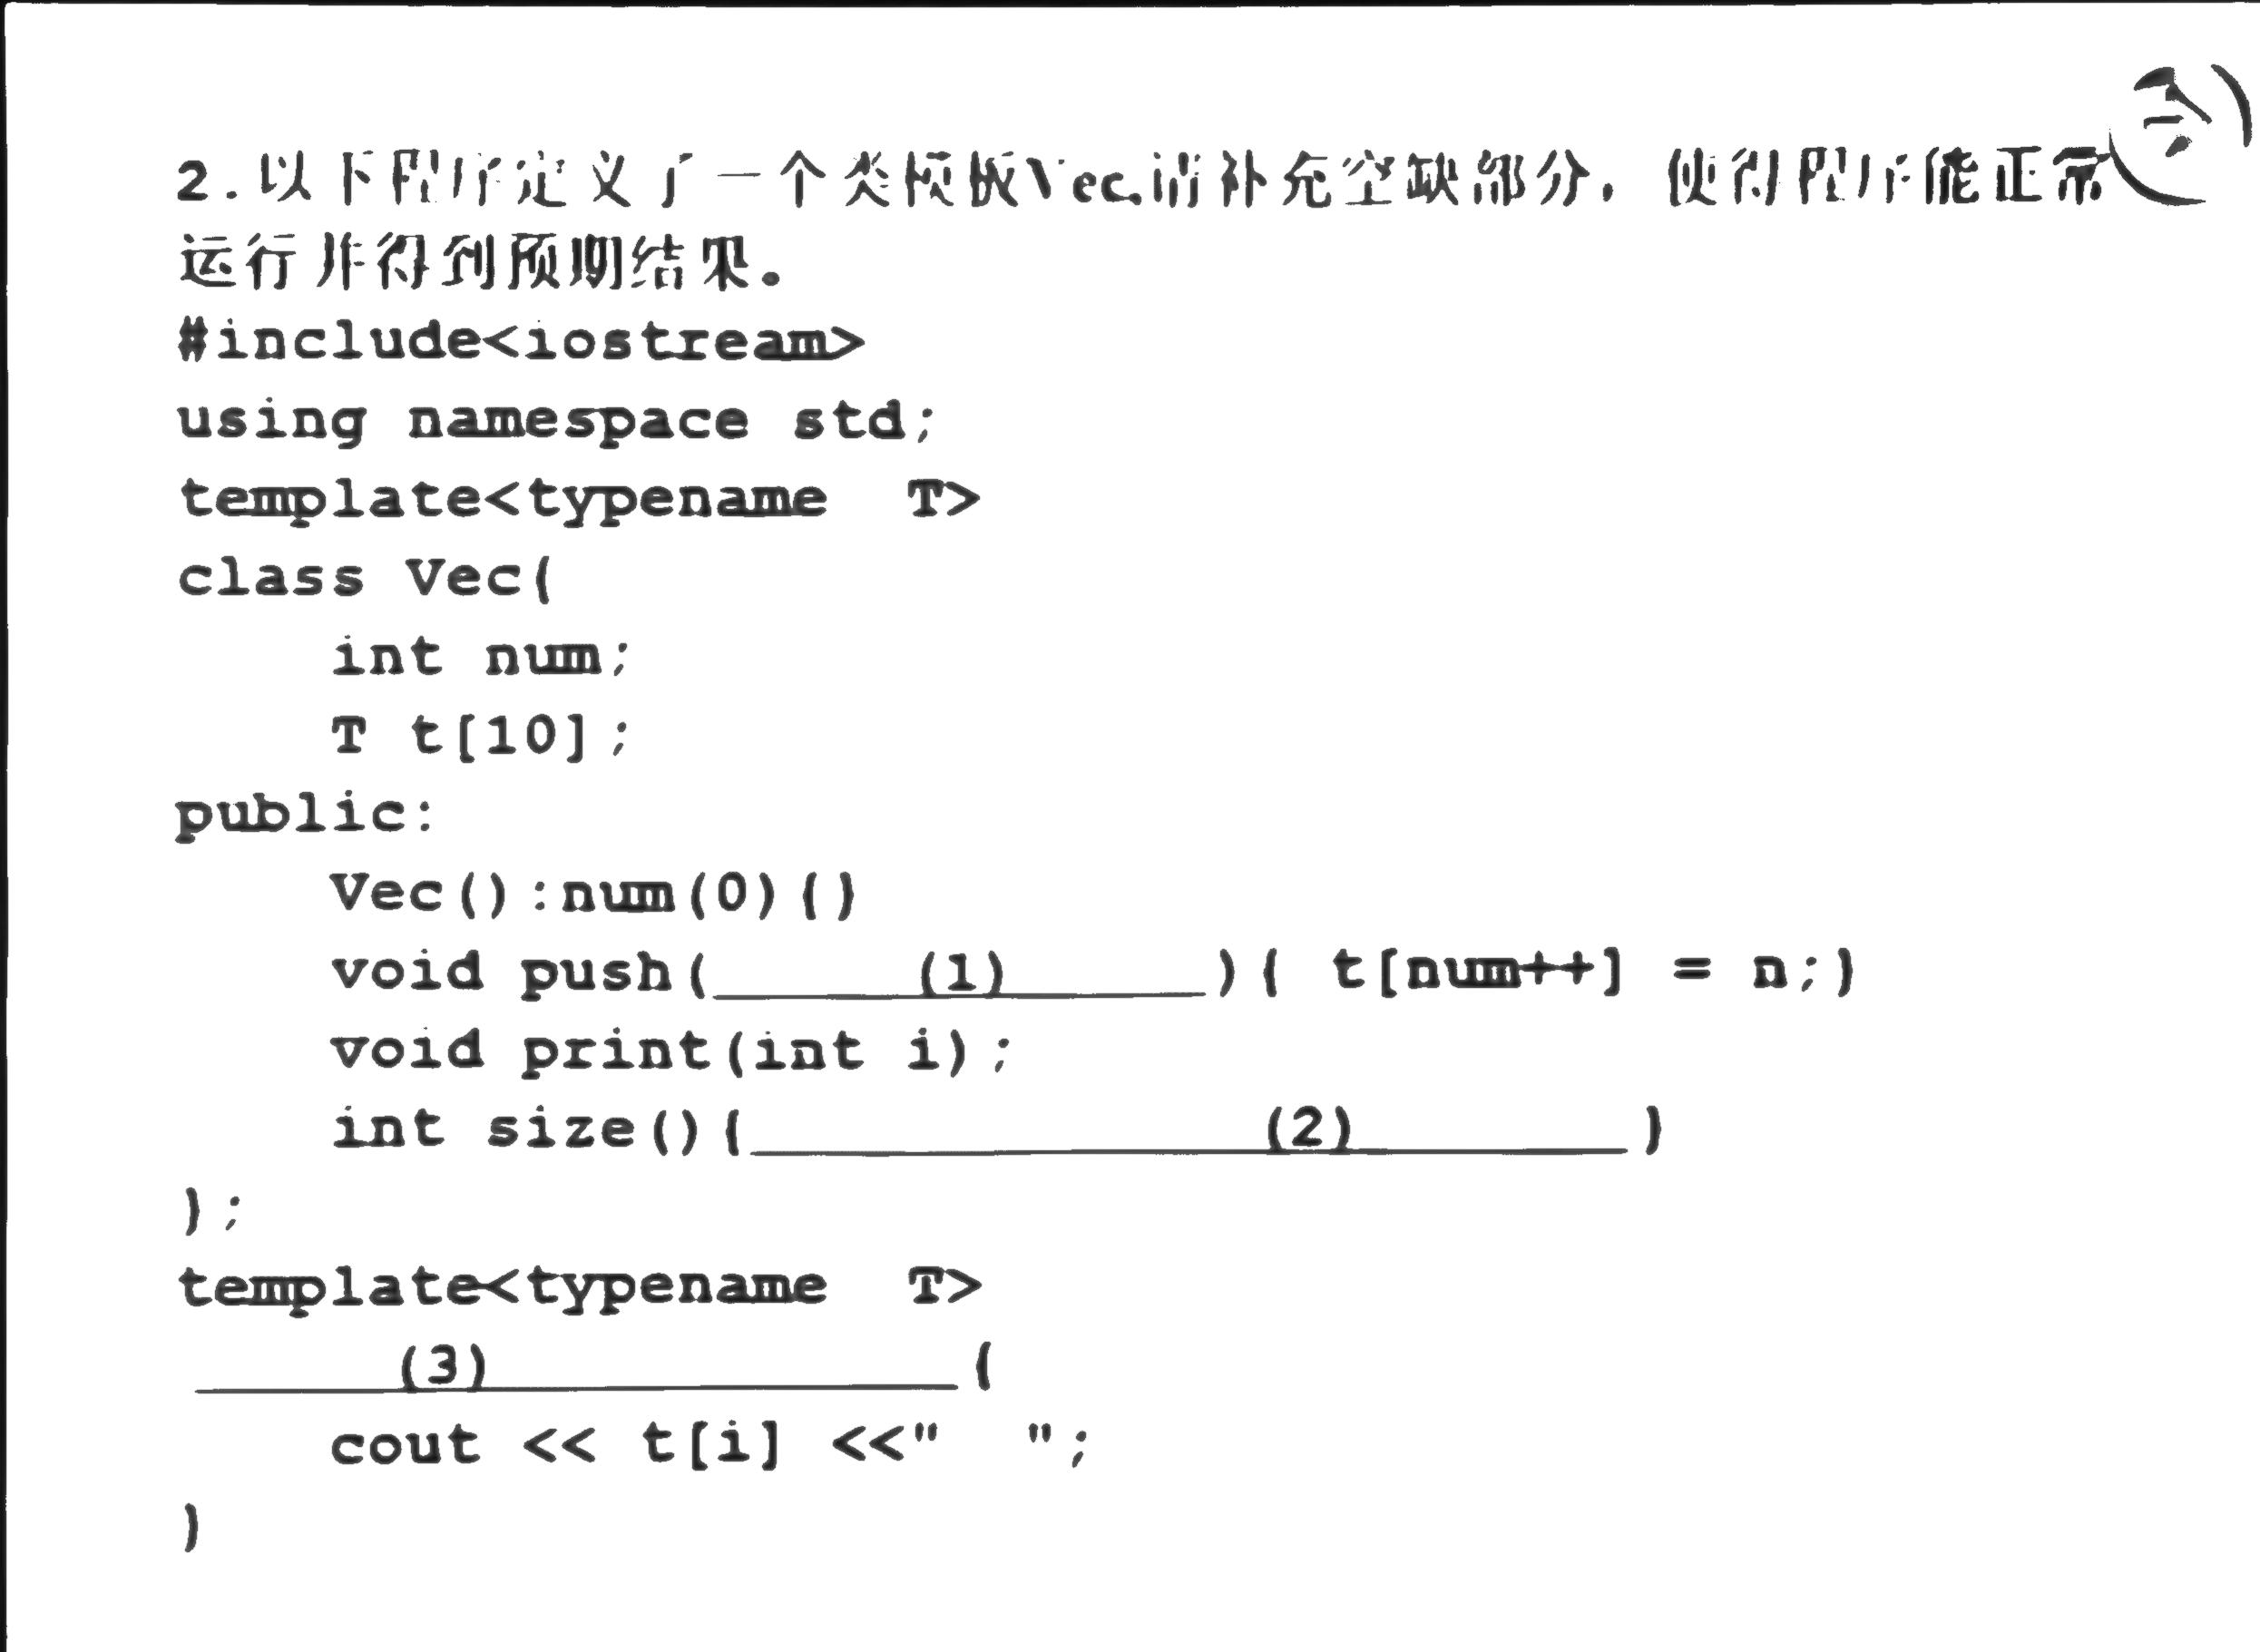 2.以下程序定义了一个类模板Vec,请补充空缺部分，使得程序能正常
运行并得到预期结果。
#include<iostream>
using namespace std;
template<typename  T>
class Vec{
    int num;
    T t[10];
public:
    Vec():num(0){}
    void push(_____(1)_____){ t[num++] = n;}
    void print(int i);
    int size(){__________(2)_______}
};
template<typename  T>
_____(3)__________{
    cout << t[i] <<"  ";
}